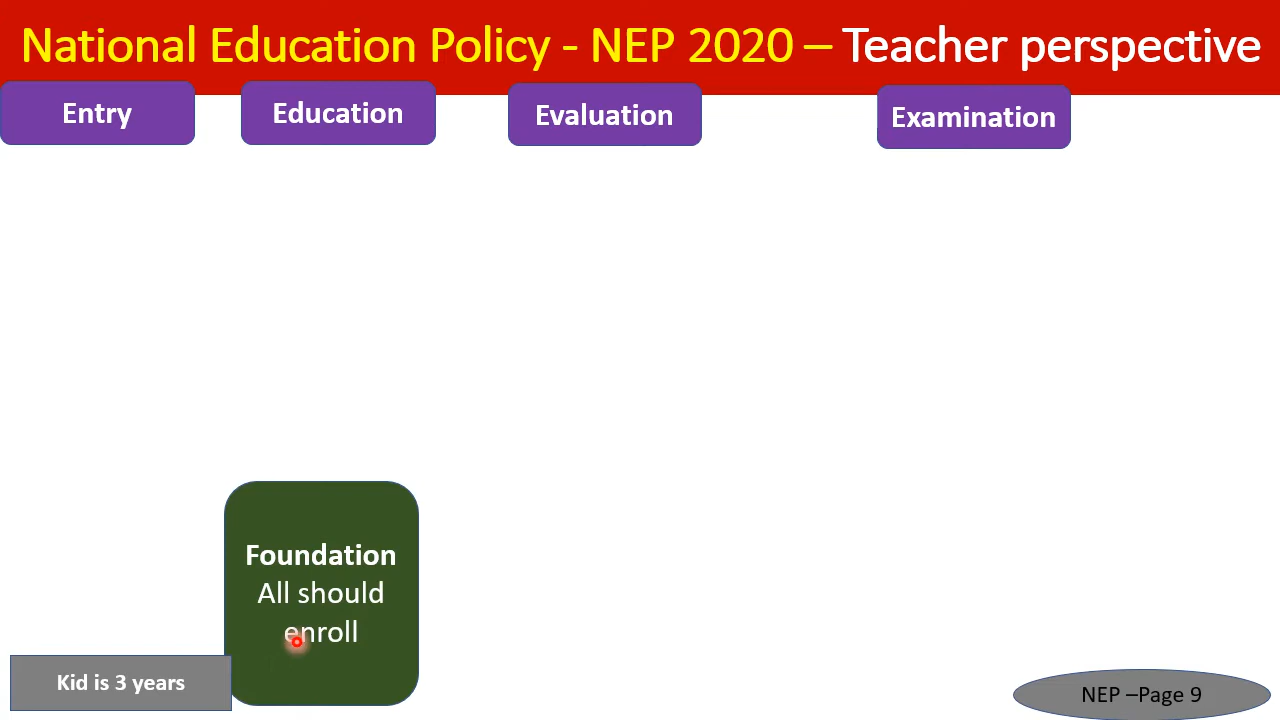 National Education Policy - NEP 2020 – Teacher perspective
Entry
Education
Evaluation
Examination
Foundation
All should
enroll
Kid is 3 years
NEP –Page 9